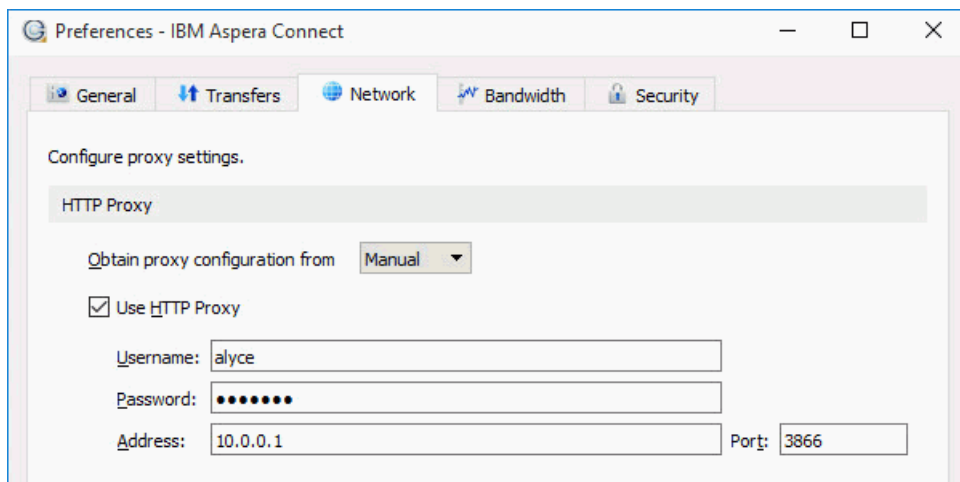 Preferences - IBM Aspera Connect
General Transfers Network Bandwidth Security
Configure proxy settings.
HTTP Proxy
Obtain proxy configuration from Manual
Use HTTP Proxy
Username: alyce
Password: •••••••
Address: 10.0.0.1 Port: 3866